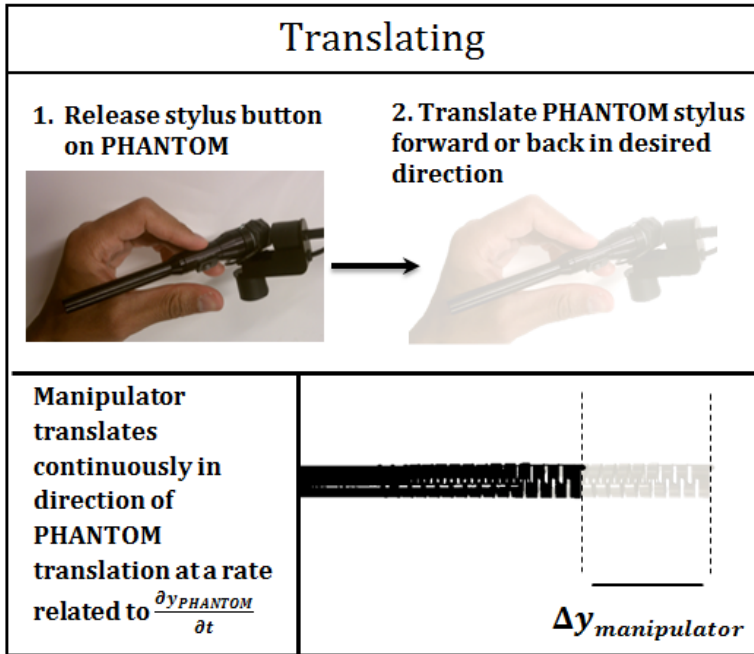 Translating
1. Release stylus button
on PHANTOM
2. Translate PHANTOM stylus
forward or back in desired
direction
Manipulator
translates
continuously in
direction of
PHANTOM
translation at a rate
related to ∂y_PHANTOM/∂t
Δy_manipulator